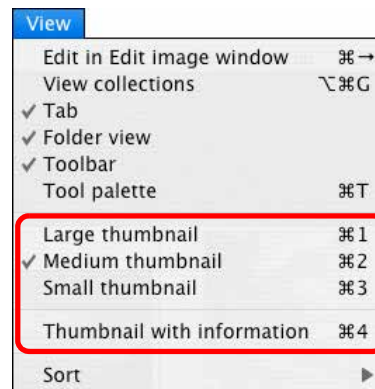 View
Edit in Edit image window ⌘→
View collections ⌥⌘G
✓ Tab
✓ Folder view
✓ Toolbar
Tool palette ⌘T
Large thumbnail ⌘1
✓ Medium thumbnail ⌘2
Small thumbnail ⌘3
Thumbnail with information ⌘4
Sort ▶